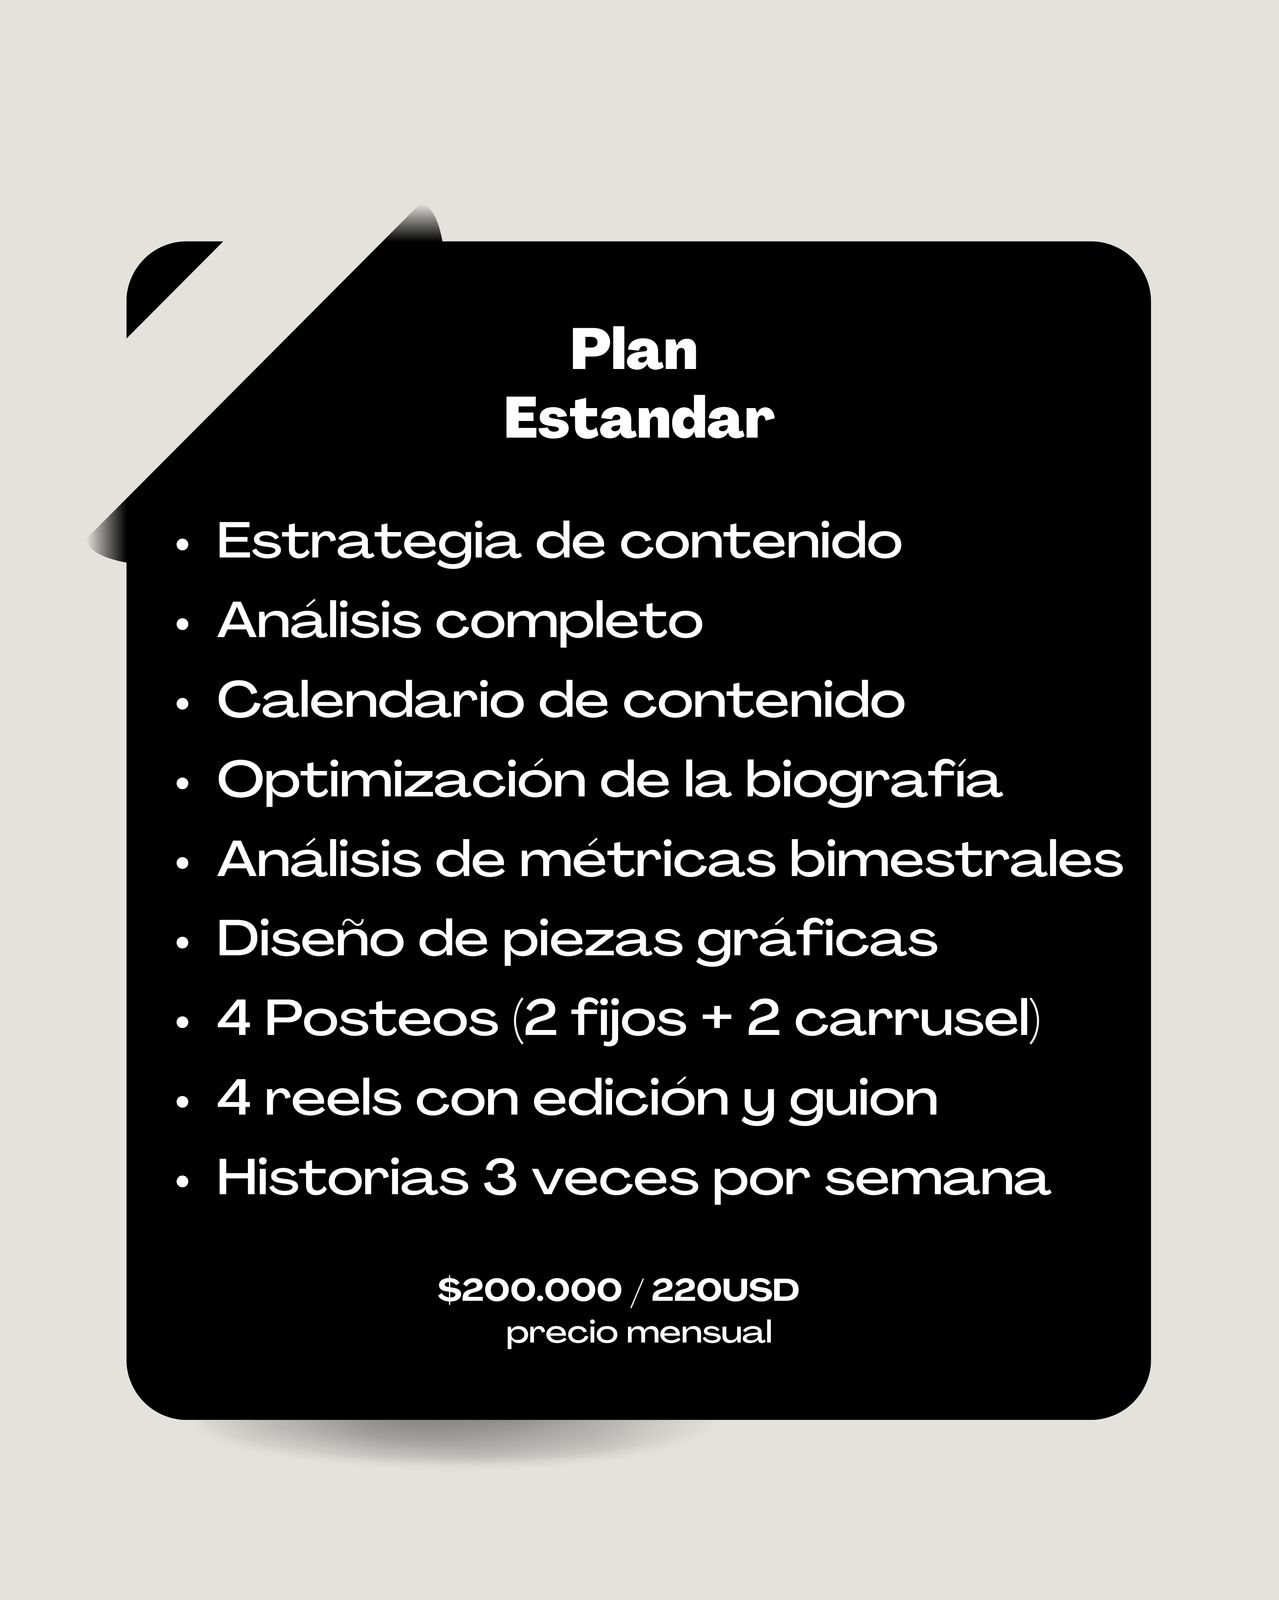 Plan
Estandar
• Estrategia de contenido
• Análisis completo
• Calendario de contenido
• Optimización de la biografía
• Análisis de métricas bimestrales
• Diseño de piezas gráficas
• 4 Posteos (2 fijos + 2 carrusel)
• 4 reels con edición y guion
• Historias 3 veces por semana
$200.000 / 220USD
precio mensual